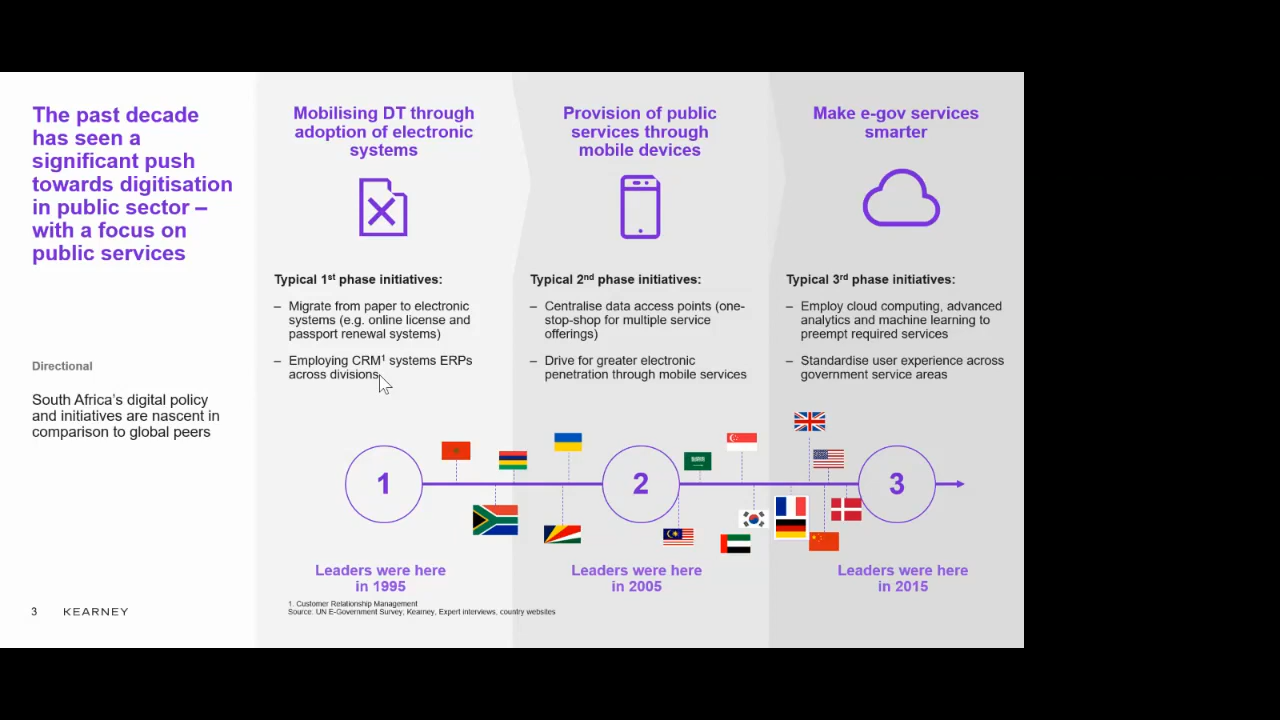 The past decade
has seen a
significant push
towards digitisation
in public sector –
with a focus on
public services
Directional
South Africa's digital policy
and initiatives are nascent in
comparison to global peers
Mobilising DT through
adoption of electronic
systems
Typical 1st phase initiatives:
– Migrate from paper to electronic
systems (e.g. online license and
passport renewal systems)
– Employing CRM1 systems ERPs
across divisions
Provision of public
services through
mobile devices
Typical 2nd phase initiatives:
– Centralise data access points (one-
stop-shop for multiple service
offerings)
– Drive for greater electronic
penetration through mobile services
Make e-gov services
smarter
Typical 3rd phase initiatives:
– Employ cloud computing, advanced
analytics and machine learning to
preempt required services
– Standardise user experience across
government service areas
1
2
3
Leaders were here
in 1995
Leaders were here
in 2005
Leaders were here
in 2015
1. Customer Relationship Management
Source: UN E-Government Survey; Kearney, Expert interviews, country websites
3 KEARNEY